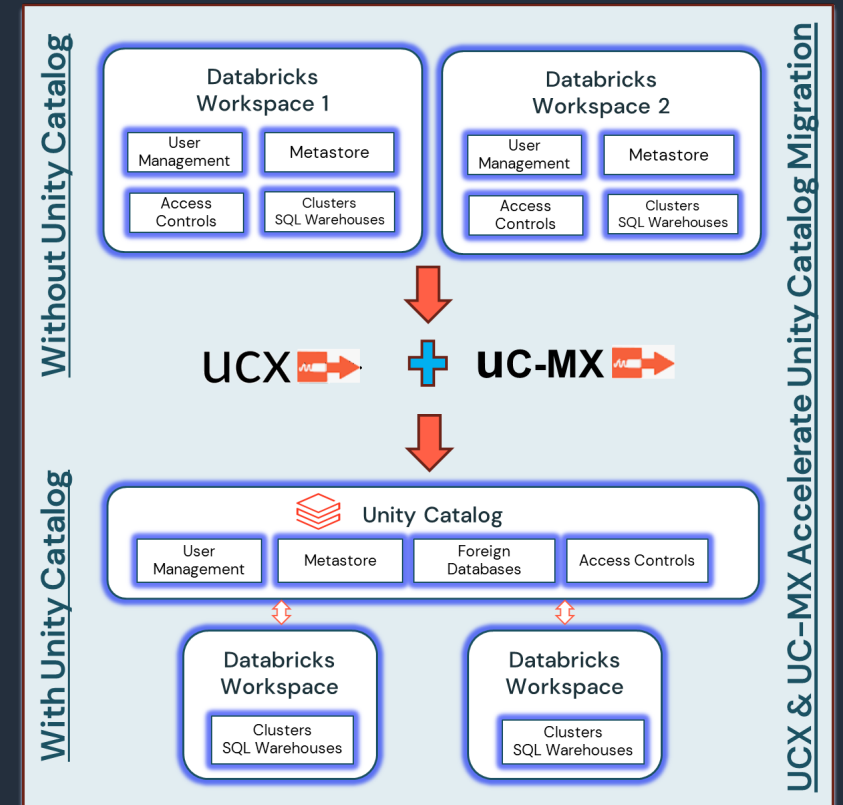 Without Unity Catalog
Databricks
Workspace 1
User
Management
Metastore
Access
Controls
Clusters
SQL Warehouses
Databricks
Workspace 2
User
Management
Metastore
Access
Controls
Clusters
SQL Warehouses
UCX & UC-MX Accelerate Unity Catalog Migration
UCX
UC-MX
With Unity Catalog
Unity Catalog
User
Management
Metastore
Foreign
Databases
Access Controls
Databricks
Workspace
Clusters
SQL Warehouses
Databricks
Workspace
Clusters
SQL Warehouses